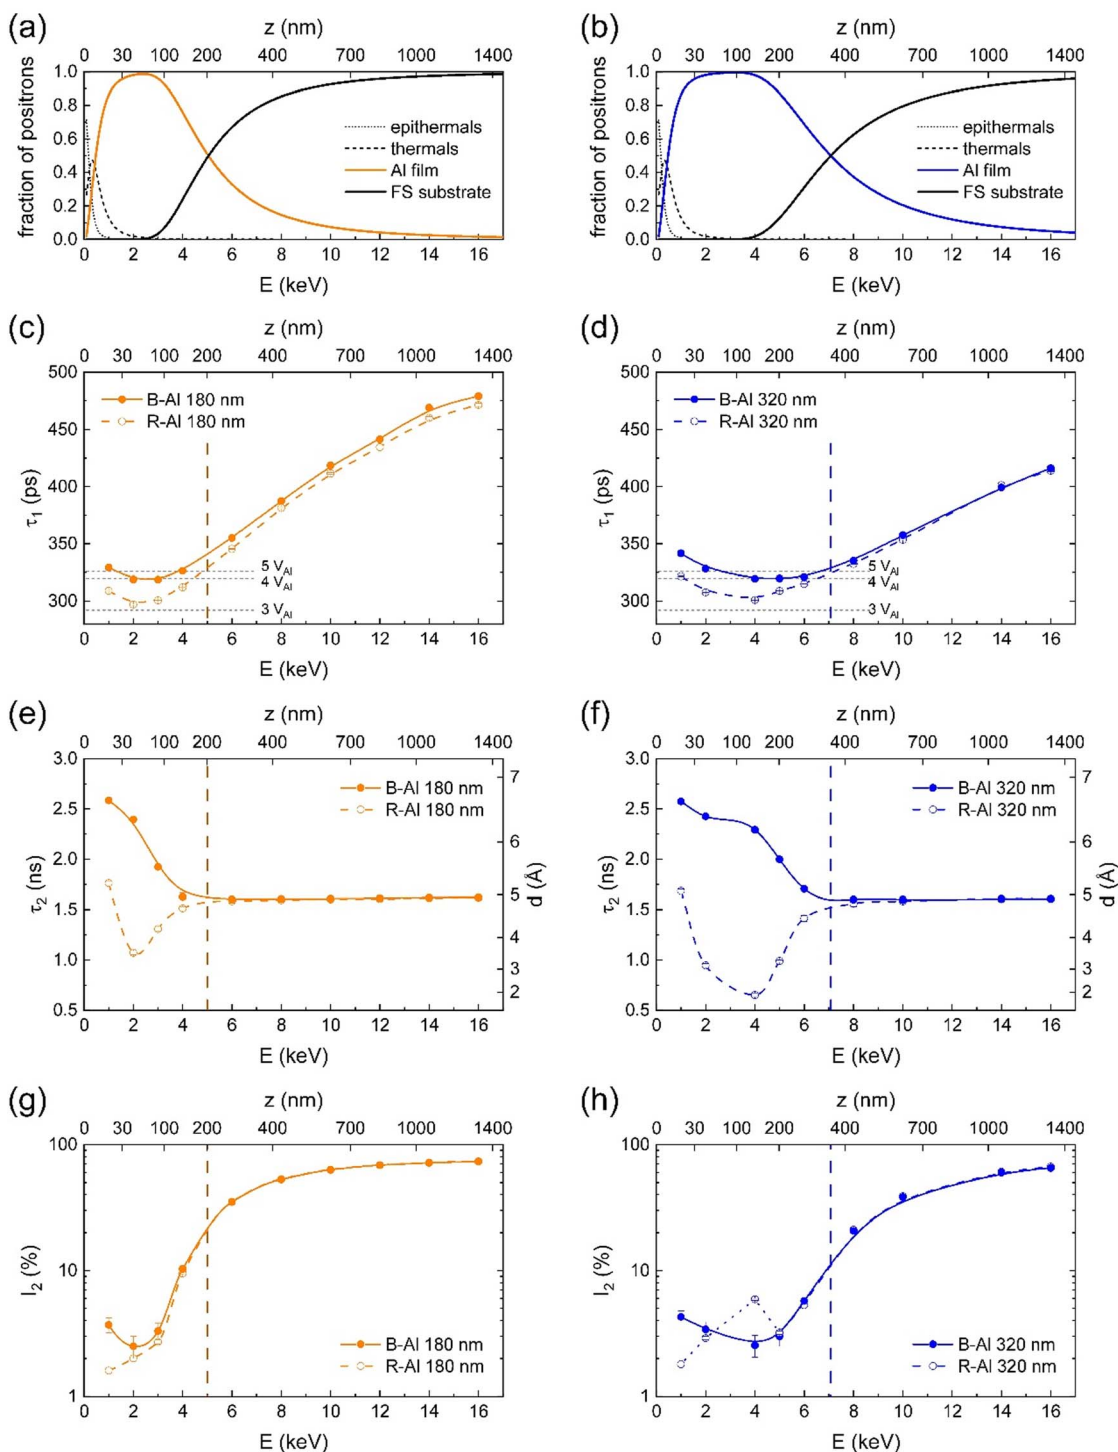 (a) z (nm) (b) z (nm)
0 30 100 200 400 700 1000 1400 0 30 100 200 400 700 1000 1400
fraction of positrons fraction of positrons
1.0 1.0
0.8 0.8
0.6 0.6
0.4 0.4
0.2 0.2
0.0 0.0
epithermals epithermals
thermals thermals
Al film Al film
FS substrate FS substrate
0 2 4 6 8 10 12 14 16 0 2 4 6 8 10 12 14 16
E (keV) E (keV)
(c) z (nm) (d) z (nm)
0 30 100 200 400 700 1000 1400 0 30 100 200 400 700 1000 1400
τ1 (ps) τ1 (ps)
500 500
450 450
400 400
350 350
300 300
B-Al 180 nm B-Al 320 nm
R-Al 180 nm R-Al 320 nm
5 VAl 5 VAl
4 VAl 4 VAl
3 VAl 3 VAl
0 2 4 6 8 10 12 14 16 0 2 4 6 8 10 12 14 16
E (keV) E (keV)
(e) z (nm) (f) z (nm)
0 30 100 200 400 700 1000 1400 0 30 100 200 400 700 1000 1400
τ2 (ns) d (Å) τ2 (ns) d (Å)
3.0 7 3.0 7
2.5 6 2.5 6
2.0 2.0
1.5 5 1.5 5
1.0 4 1.0 4
3 3
0.5 2 0.5 2
B-Al 180 nm B-Al 320 nm
R-Al 180 nm R-Al 320 nm
0 2 4 6 8 10 12 14 16 0 2 4 6 8 10 12 14 16
E (keV) E (keV)
(g) z (nm) (h) z (nm)
0 30 100 200 400 700 1000 1400 0 30 100 200 400 700 1000 1400
I2 (%) I2 (%)
100 100
10 10
1 1
B-Al 180 nm B-Al 320 nm
R-Al 180 nm R-Al 320 nm
0 2 4 6 8 10 12 14 16 0 2 4 6 8 10 12 14 16
E (keV) E (keV)